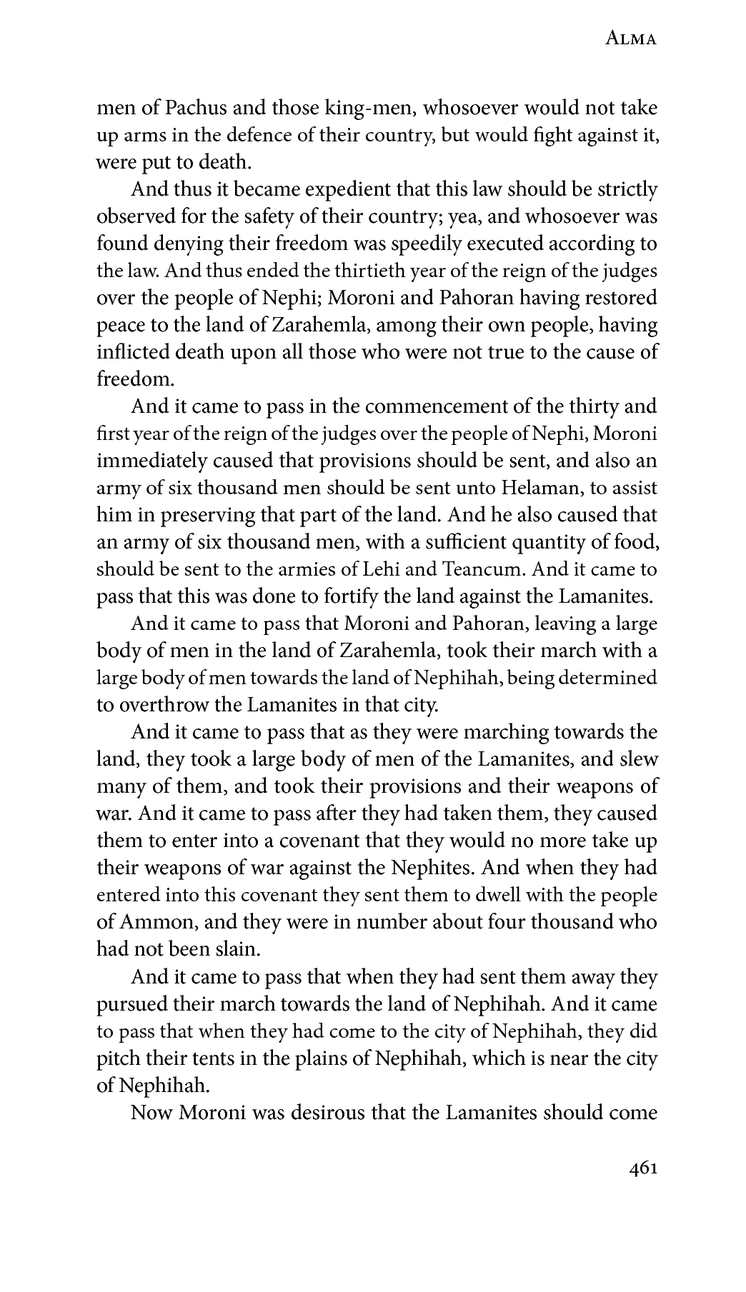 Alma
men of Pachus and those king-men, whosoever would not take
up arms in the defence of their country, but would fight against it,
were put to death.
And thus it became expedient that this law should be strictly
observed for the safety of their country; yea, and whosoever was
found denying their freedom was speedily executed according to
the law. And thus ended the thirtieth year of the reign of the judges
over the people of Nephi; Moroni and Pahoran having restored
peace to the land of Zarahemla, among their own people, having
inflicted death upon all those who were not true to the cause of
freedom.
And it came to pass in the commencement of the thirty and
first year of the reign of the judges over the people of Nephi, Moroni
immediately caused that provisions should be sent, and also an
army of six thousand men should be sent unto Helaman, to assist
him in preserving that part of the land. And he also caused that
an army of six thousand men, with a sufficient quantity of food,
should be sent to the armies of Lehi and Teancum. And it came to
pass that this was done to fortify the land against the Lamanites.
And it came to pass that Moroni and Pahoran, leaving a large
body of men in the land of Zarahemla, took their march with a
large body of men towards the land of Nephihah, being determined
to overthrow the Lamanites in that city.
And it came to pass that as they were marching towards the
land, they took a large body of men of the Lamanites, and slew
many of them, and took their provisions and their weapons of
war. And it came to pass after they had taken them, they caused
them to enter into a covenant that they would no more take up
their weapons of war against the Nephites. And when they had
entered into this covenant they sent them to dwell with the people
of Ammon, and they were in number about four thousand who
had not been slain.
And it came to pass that when they had sent them away they
pursued their march towards the land of Nephihah. And it came
to pass that when they had come to the city of Nephihah, they did
pitch their tents in the plains of Nephihah, which is near the city
of Nephihah.
Now Moroni was desirous that the Lamanites should come
461